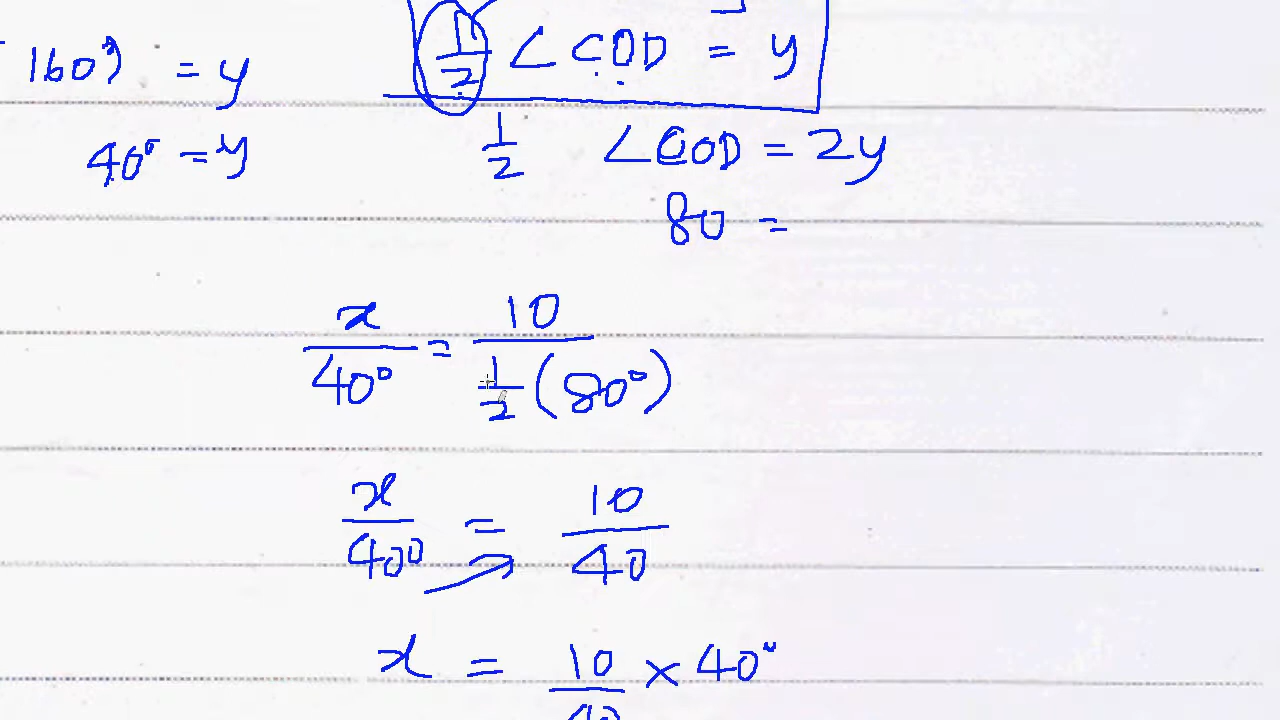 160°) = y
1/2 ∠COD = y
40° = y
1/2 ∠COD = 2y
80 =
x/40° = 10/(1/2 (80°))
x/40° = 10/40
x = 10/40 × 40°